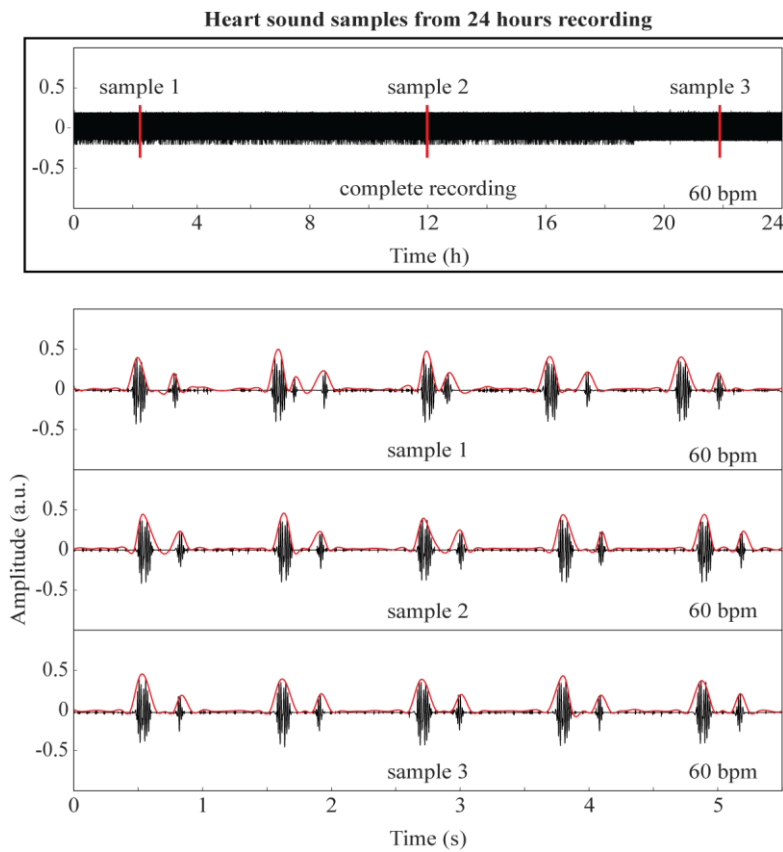 Heart sound samples from 24 hours recording
0.5
0
-0.5
sample 1
sample 2
sample 3
complete recording
60 bpm
0 4 8 12 16 20 22 24
Time (h)
Amplitude (a.u.)
0.5
0
-0.5
sample 1
60 bpm
0.5
0
-0.5
sample 2
60 bpm
0.5
0
-0.5
sample 3
60 bpm
0 1 2 3 4 5
Time (s)